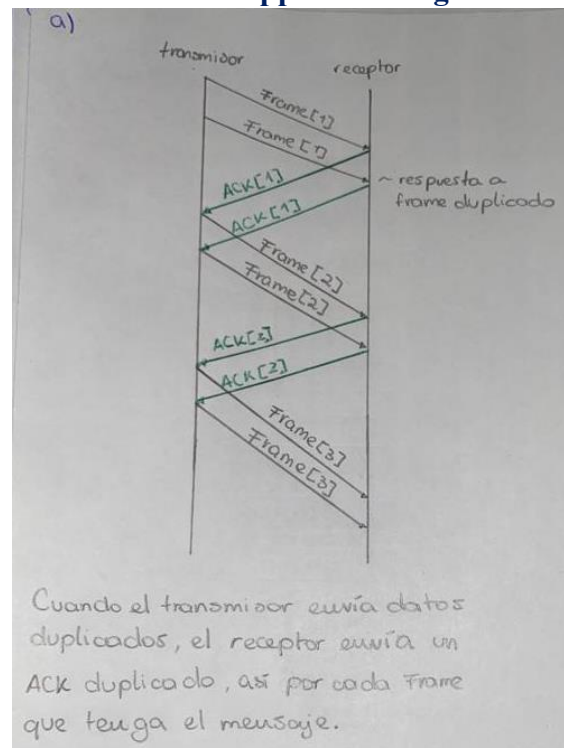 a)
transmisor receptor
Frame[1]
Frame[1]
ACK[1]
~ respuesta a
frame duplicado
ACK[1]
Frame[2]
Frame[2]
ACK[2]
ACK[2]
Frame[3]
Frame[3]
Cuando el transmisor envía datos
duplicados, el receptor envía un
ACK duplicado, así por cada Frame
que tenga el mensaje.